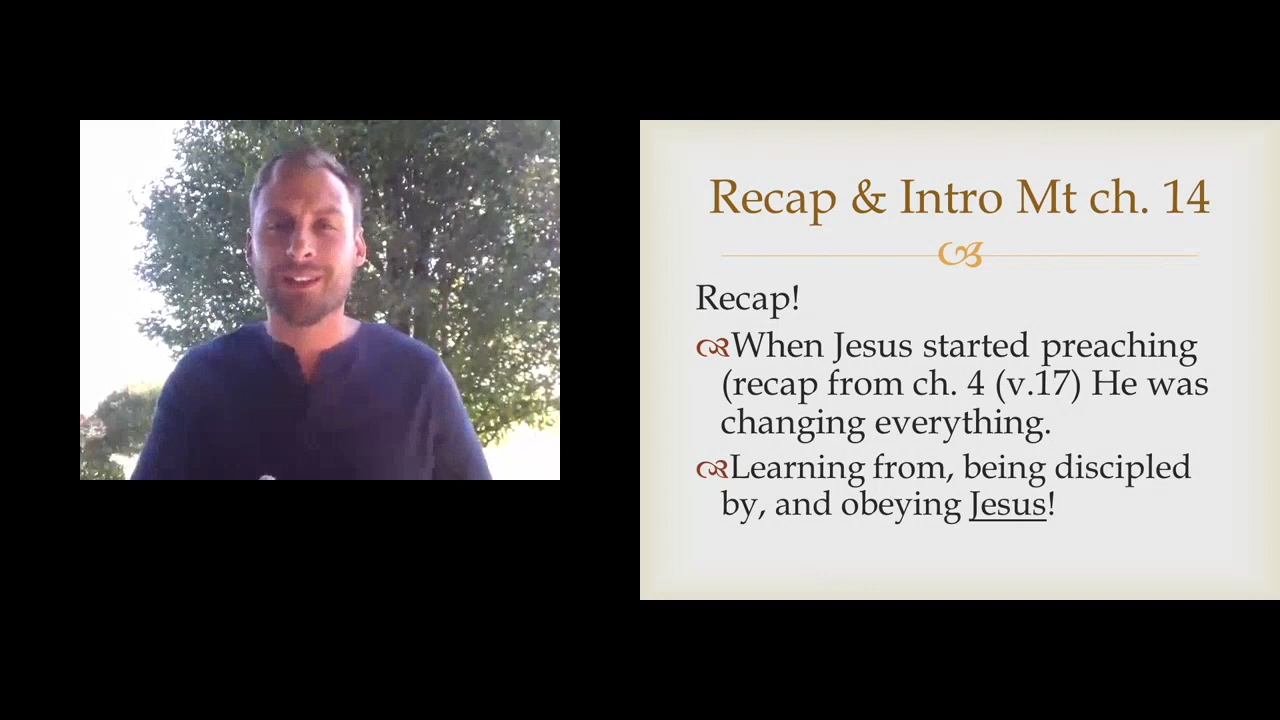 Recap & Intro Mt ch. 14
Recap!
When Jesus started preaching
(recap from ch. 4 (v.17) He was
changing everything.
Learning from, being discipled
by, and obeying Jesus!